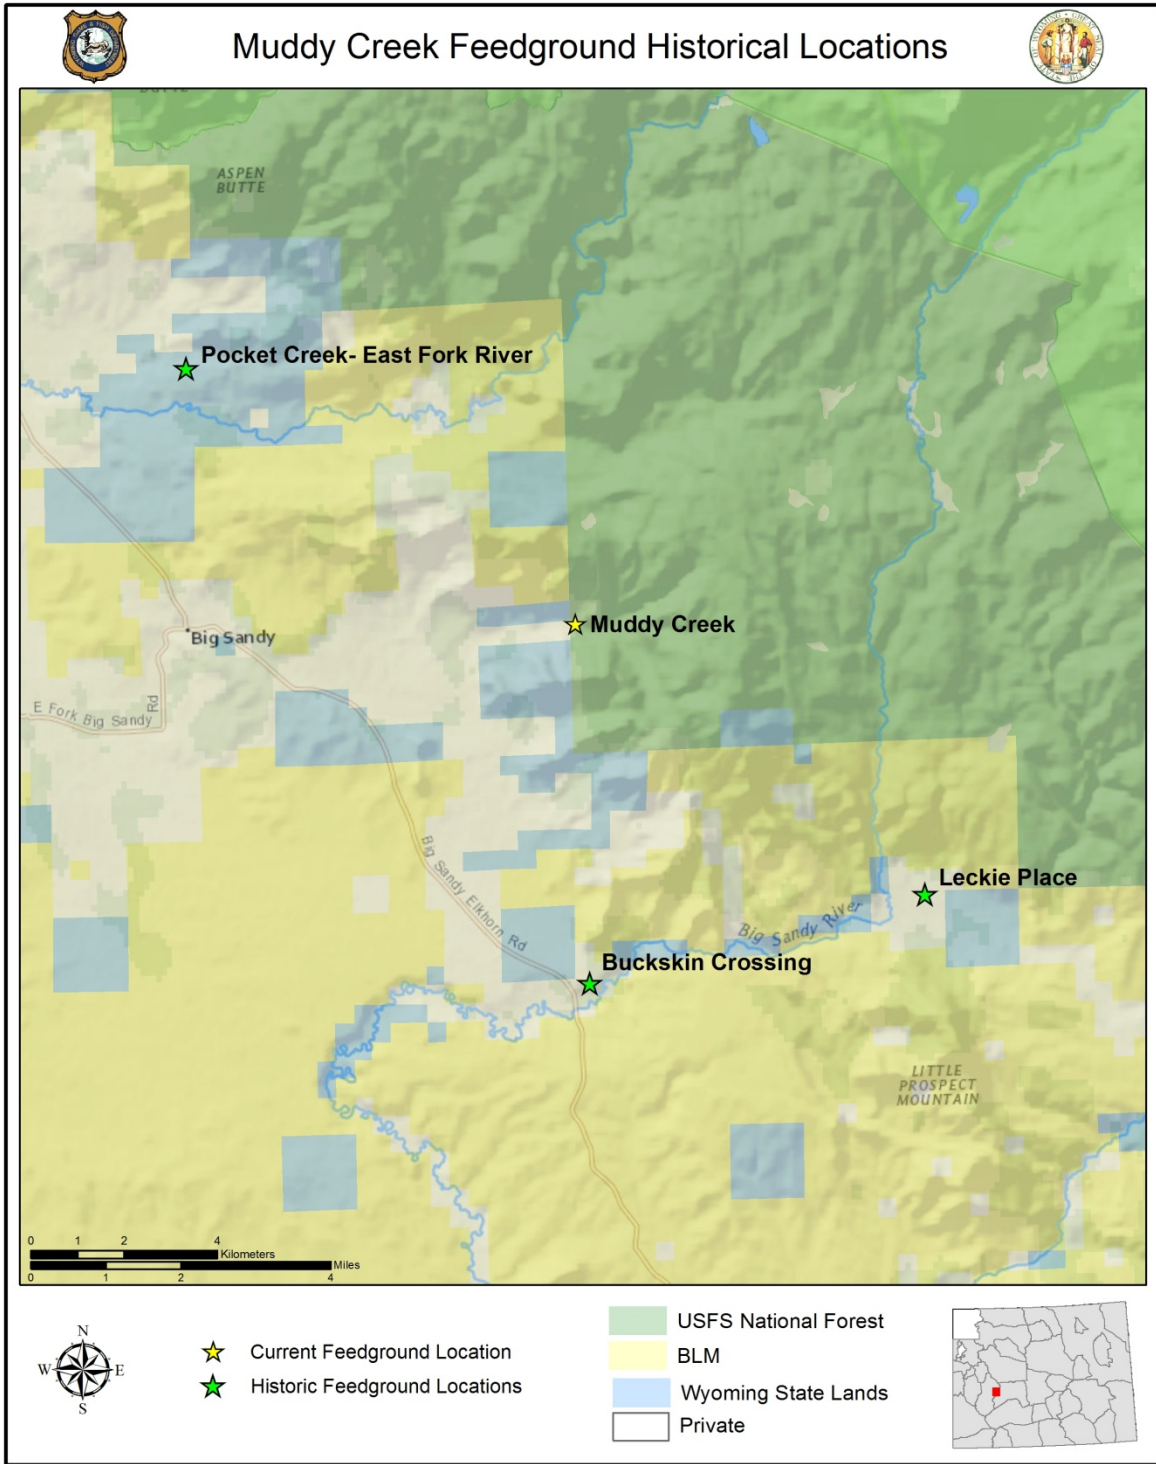 Muddy Creek Feedground Historical Locations
BUTTE
ASPEN
BUTTE
Pocket Creek- East Fork River
Muddy Creek
Big Sandy
E Fork Big Sandy Rd
Big Sandy Elkhorn Rd
Leckie Place
Big Sandy River
Buckskin Crossing
LITTLE
PROSPECT
MOUNTAIN
0 1 2 4
Kilometers
Miles
0 1 2 4
N
W E
S
Current Feedground Location
Historic Feedground Locations
USFS National Forest
BLM
Wyoming State Lands
Private